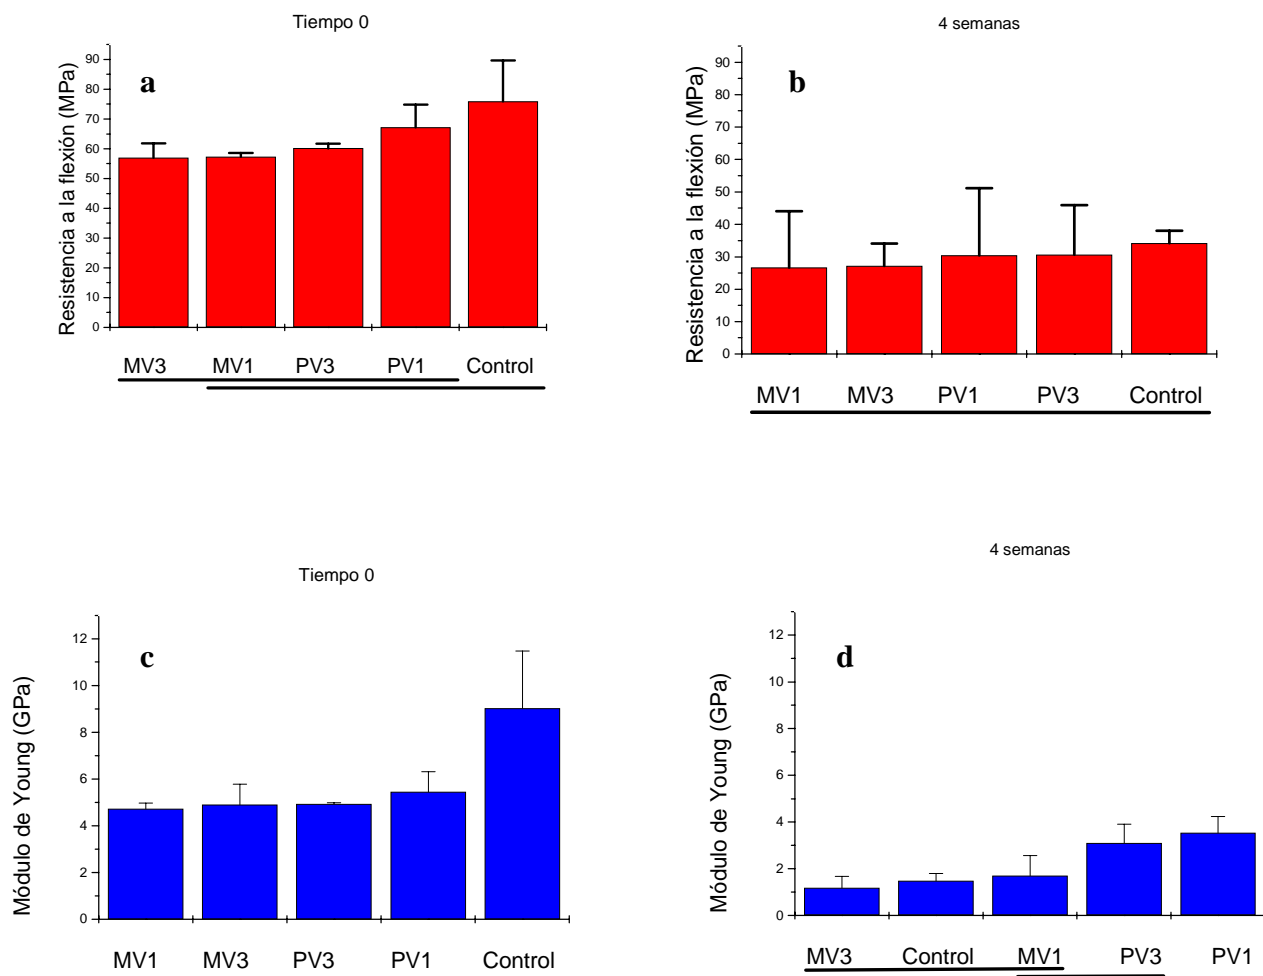 Tiempo 0
a
Resistencia a la flexión (MPa)
90
80
70
60
50
40
30
20
10
0
MV3 MV1 PV3 PV1 Control
4 semanas
b
Resistencia a la flexión (MPa)
90
80
70
60
50
40
30
20
10
0
MV1 MV3 PV1 PV3 Control
Tiempo 0
c
Módulo de Young (GPa)
12
10
8
6
4
2
0
MV1 MV3 PV3 PV1 Control
4 semanas
d
Módulo de Young (GPa)
12
10
8
6
4
2
0
MV3 Control MV1 PV3 PV1